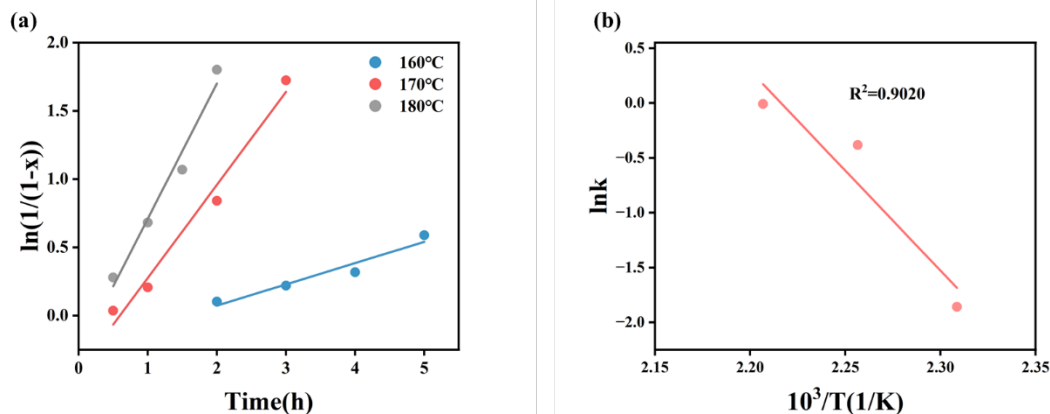 (a)
ln(1/(1-x)
2.0
1.5
1.0
0.5
0.0
160°C
170°C
180°C
0
1
2
3
4
5
Time(h)
(b)
lnk
0.5
0.0
−0.5
−1.0
−1.5
−2.0
R²=0.9020
2.15
2.20
2.25
2.30
2.35
10³/T(1/K)